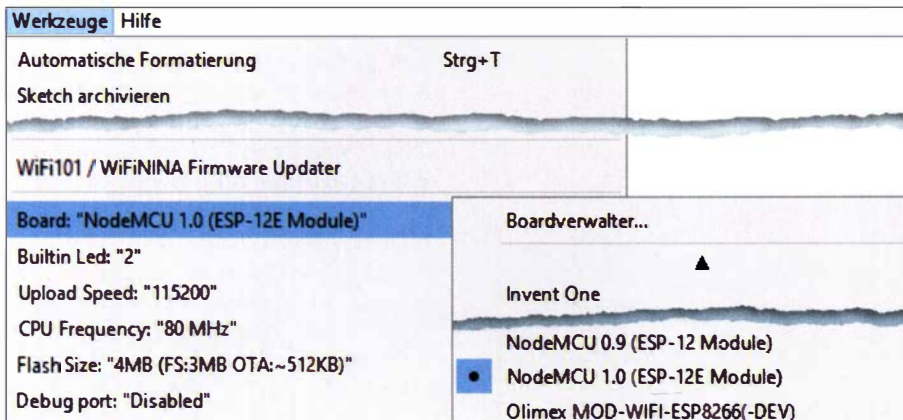 Werkzeuge Hilfe
Automatische Formatierung Strg+T
Sketch archivieren
WiFi101 / WiFiNINA Firmware Updater
Board: "NodeMCU 1.0 (ESP-12E Module)"
Builtin Led: "2"
Upload Speed: "115200"
CPU Frequency: "80 MHz"
Flash Size: "4MB (FS:3MB OTA:~512KB)"
Debug port: "Disabled"
Boardverwalter...
Invent One
NodeMCU 0.9 (ESP-12 Module)
NodeMCU 1.0 (ESP-12E Module)
Olimex MOD-WIFI-ESP8266(-DEV)